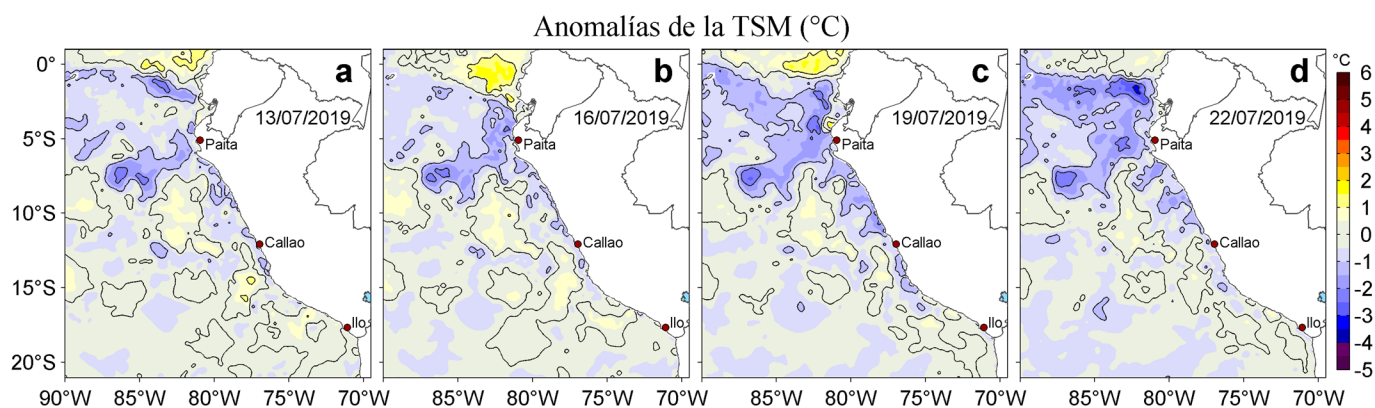 Anomalías de la TSM (°C)
a
b
c
d
13/07/2019
16/07/2019
19/07/2019
22/07/2019
Paita
Paita
Paita
Paita
Callao
Callao
Callao
Callao
Ilo
Ilo
Ilo
Ilo
0°
5°S
10°S
15°S
20°S
90°W 85°W 80°W 75°W 70°W 85°W 80°W 75°W 70°W 85°W 80°W 75°W 70°W 85°W 80°W 75°W 70°W
°C
6
5
4
3
2
1
0
-1
-2
-3
-4
-5